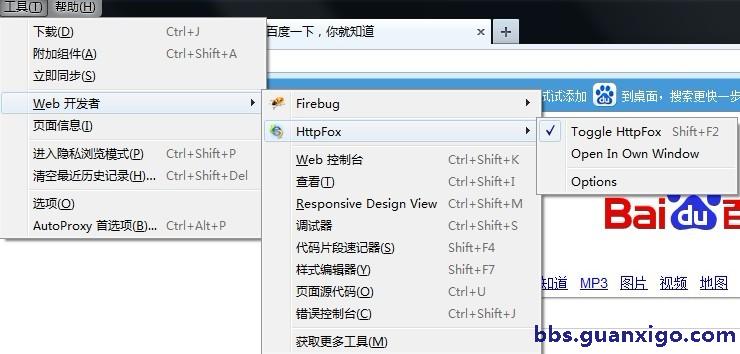 工具(T) 帮助(H)
下载(D) Ctrl+J
附加组件(A) Ctrl+Shift+A
立即同步(S)
Web 开发者
页面信息(I)
进入隐私浏览模式(P) Ctrl+Shift+P
清空最近历史记录(H)... Ctrl+Shift+Del
选项(O)
AutoProxy 首选项(B)... Ctrl+Alt+P
百度一下，你就知道
试试添加 到桌面，搜索更快一步
Firebug
HttpFox
Web 控制台 Ctrl+Shift+K
查看(T) Ctrl+Shift+I
Responsive Design View Ctrl+Shift+M
调试器 Ctrl+Shift+S
代码片段速记器(S) Shift+F4
样式编辑器(Y) Shift+F7
页面源代码(O) Ctrl+U
错误控制台(C) Ctrl+Shift+J
获取更多工具(M)
Toggle HttpFox Shift+F2
Open In Own Window
Options
Bai du 百
知道 MP3 图片 视频 地图
bbs.guanxigo.com